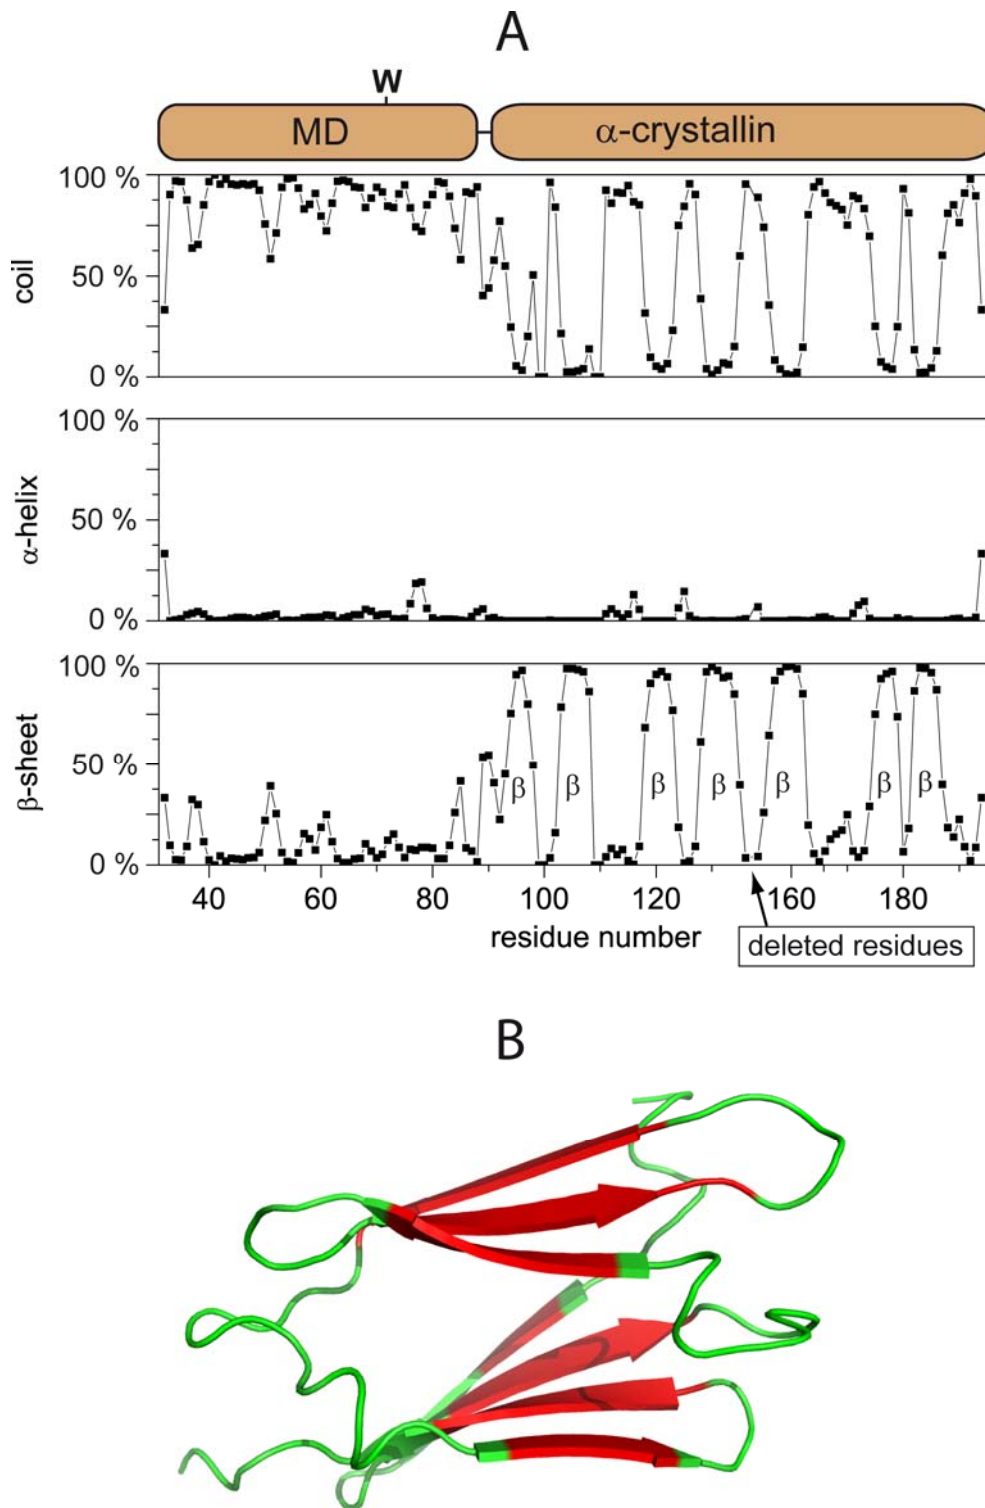 A
W
MD
α-crystallin
100 %
50 %
0 %
coil
100 %
50 %
0 %
α-helix
100 %
50 %
0 %
β-sheet
β β β β β β β
40 60 80 100 120 160 180
residue number
deleted residues
B